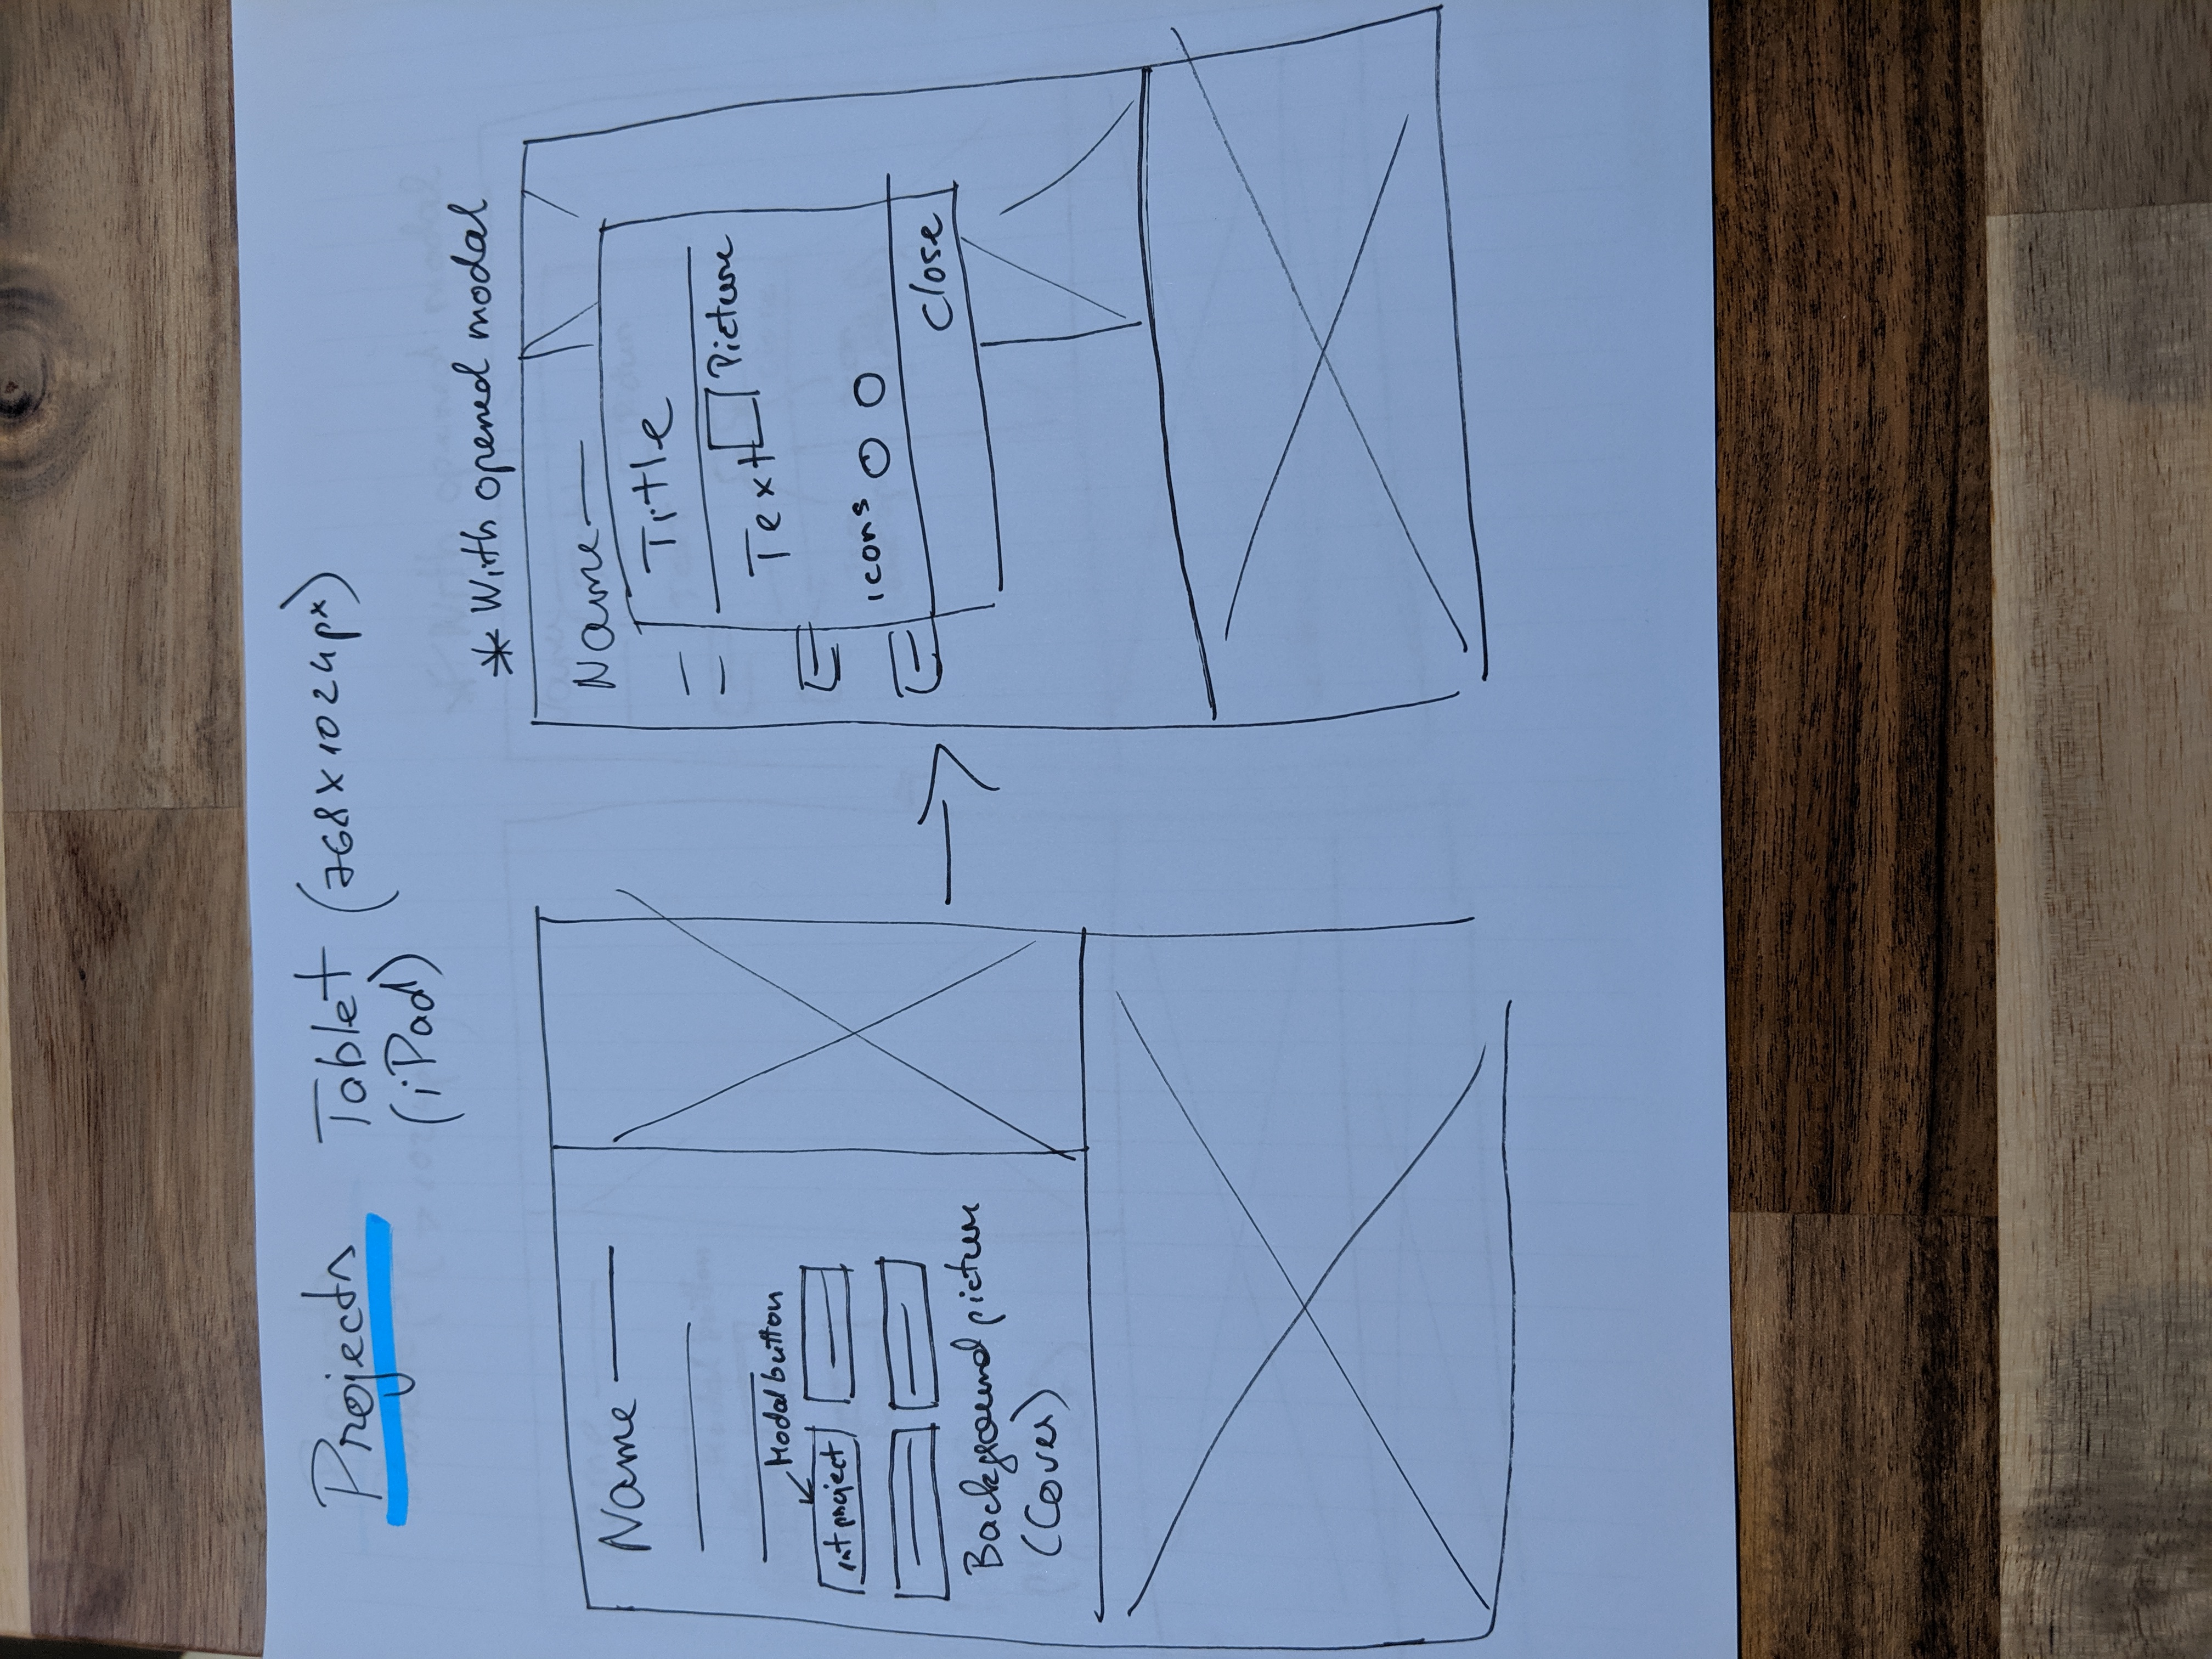 Projects Tablet (768x1024px)
(iPad)
* With opened modal
Name
Modal button
1nt project
Background picture
(Cover)
Name
Title
Text Picture
icons
Close